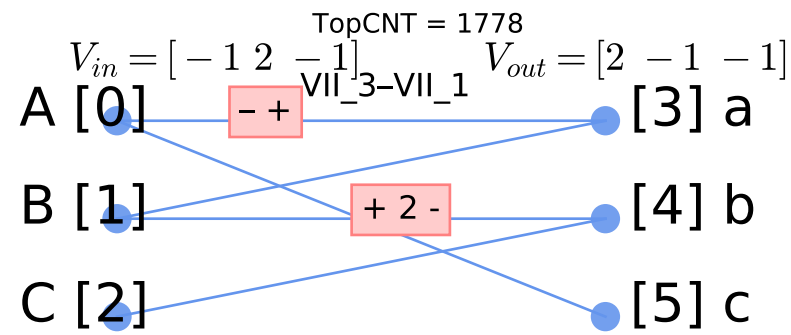 TopCNT = 1778
V_in = [ − 1 2 − 1] V_out = [2 − 1 − 1]
VII_3–VII_1
A [0] – + [3] a
B [1] + 2 - [4] b
C [2] [5] c